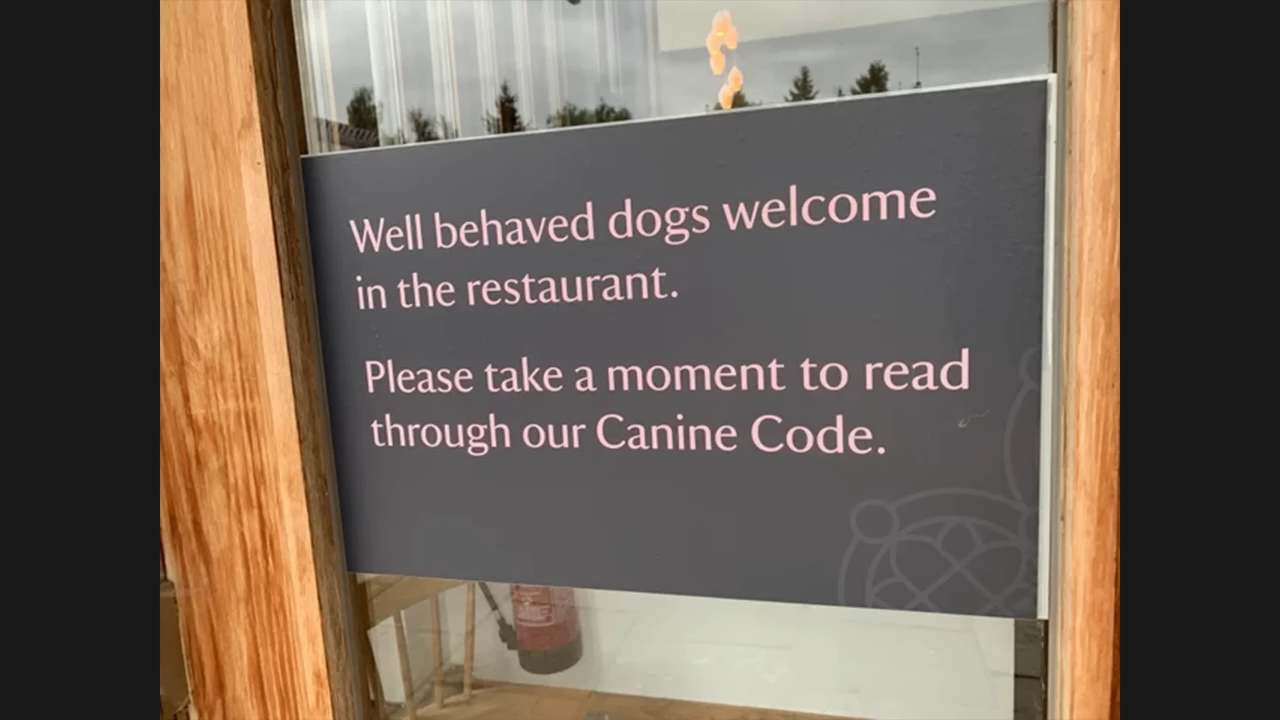 Well behaved dogs welcome
in the restaurant.
Please take a moment to read
through our Canine Code.